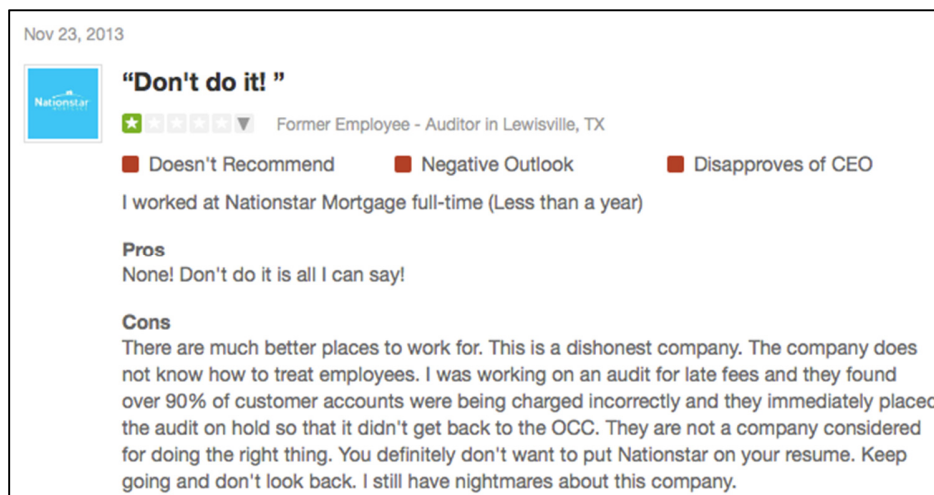 Nov 23, 2013
Nationstar
MORTGAGE
“Don't do it! ”
Former Employee - Auditor in Lewisville, TX
Doesn't Recommend Negative Outlook Disapproves of CEO
I worked at Nationstar Mortgage full-time (Less than a year)
Pros
None! Don't do it is all I can say!
Cons
There are much better places to work for. This is a dishonest company. The company does
not know how to treat employees. I was working on an audit for late fees and they found
over 90% of customer accounts were being charged incorrectly and they immediately placed
the audit on hold so that it didn't get back to the OCC. They are not a company considered
for doing the right thing. You definitely don't want to put Nationstar on your resume. Keep
going and don't look back. I still have nightmares about this company.